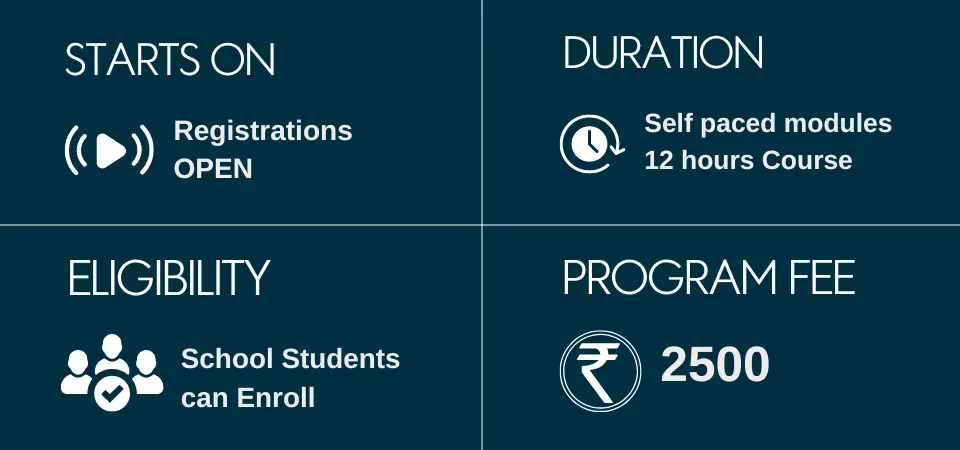 STARTS ON
Registrations
OPEN
DURATION
Self paced modules
12 hours Course
ELIGIBILITY
School Students
can Enroll
PROGRAM FEE
₹ 2500